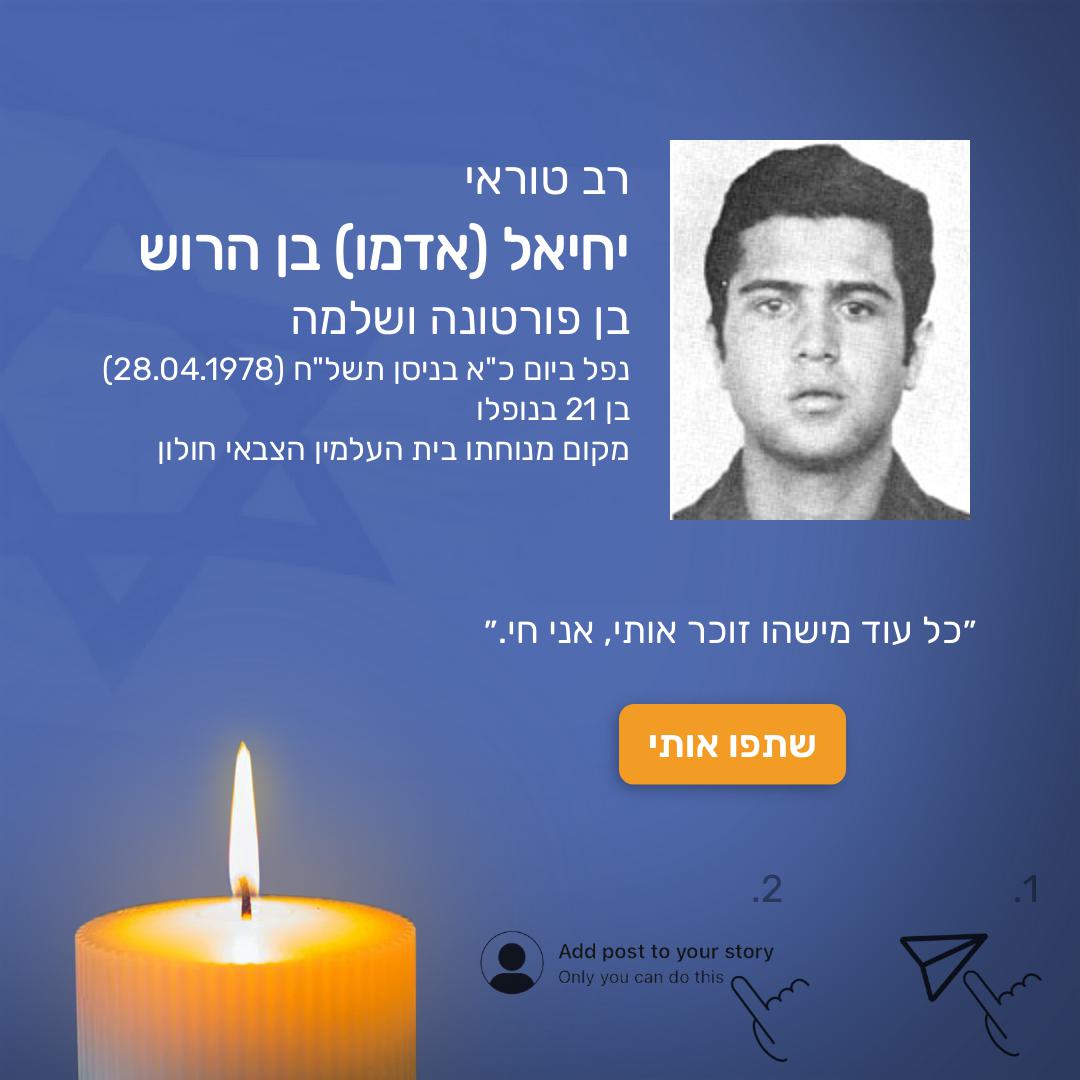 רב טוראי
יחיאל (אדמו) בן הרוש
בן פורטונה ושלמה
נפל ביום כ"א בניסן תשל"ח (28.04.1978)
בן 21 בנופלו
מקום מנוחתו בית העלמין הצבאי חולון
״כל עוד מישהו זוכר אותי, אני חי.״
שתפו אותי
.1
.2
Add post to your story
Only you can do this